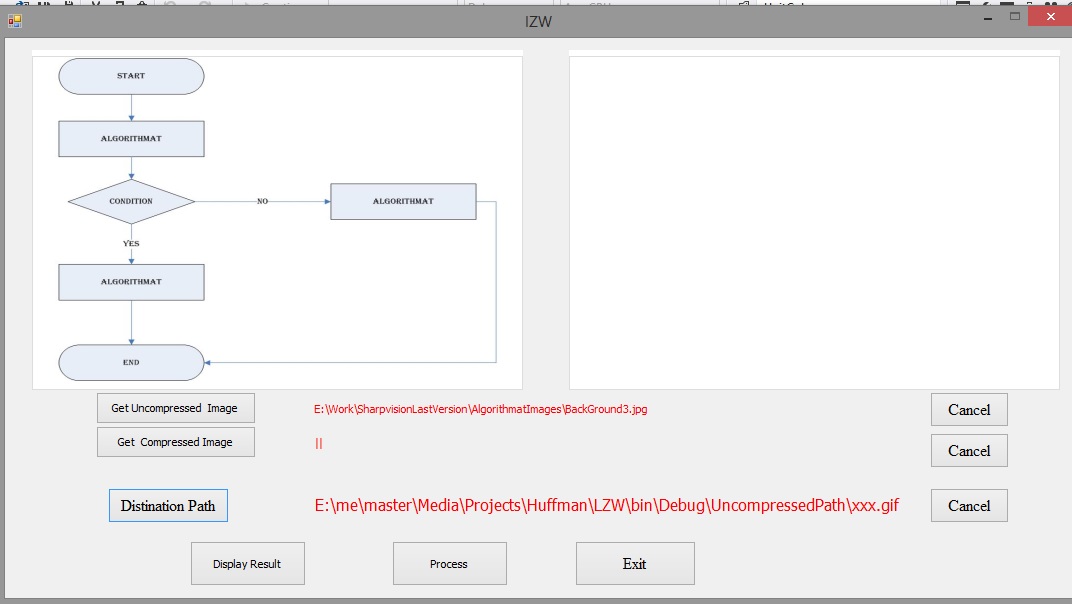 IZW
START
ALGORITHMAT
CONDITION
NO
ALGORITHMAT
YES
ALGORITHMAT
END
Get Uncompressed Image
E:\Work\SharpvisionLastVersion\AlgorithmatImages\BackGround3.jpg
Cancel
Get Compressed Image
||
Cancel
Distination Path
E:\me\master\Media\Projects\Huffman\LZW\bin\Debug\UncompressedPath\xxx.gif
Cancel
Display Result
Process
Exit